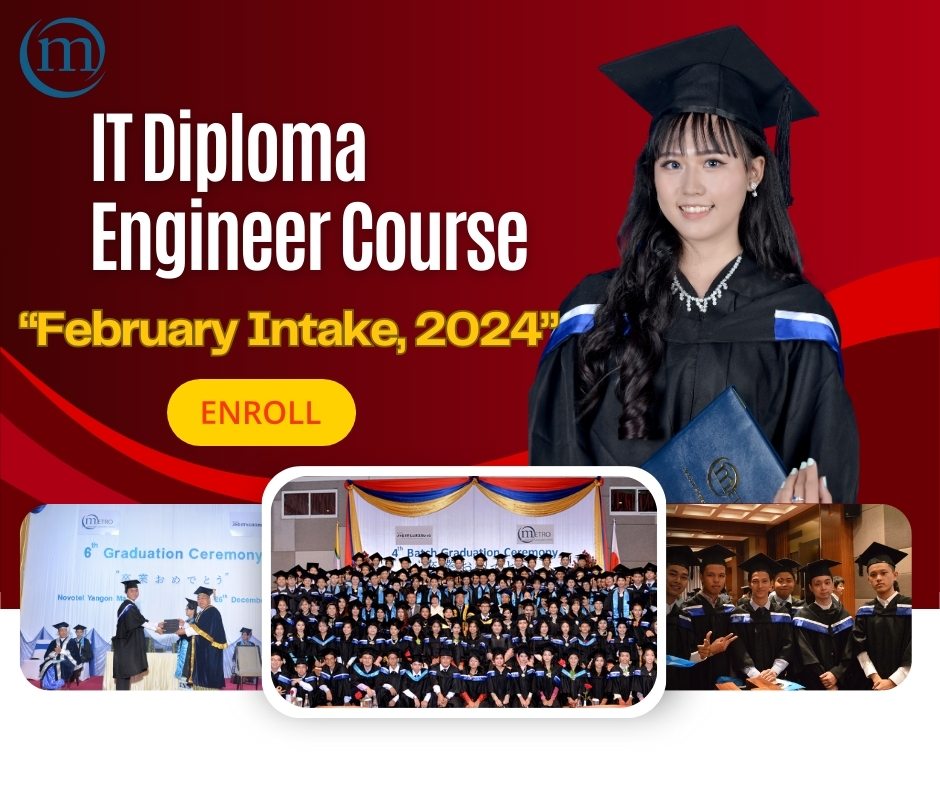 m
IT Diploma
Engineer Course
“February Intake, 2024”
ENROLL
METRO
6th Graduation Ceremony
"卒業おめでとう"
Novotel Yangon
December
METRO
4th Batch Graduation Ceremony
m